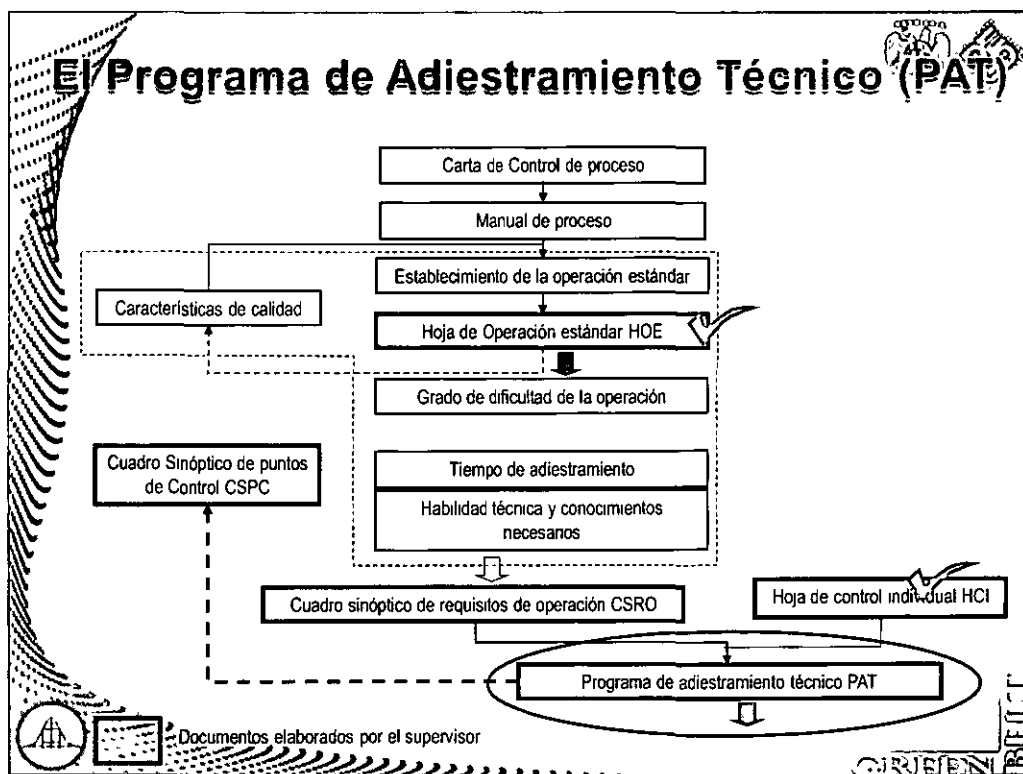 El Programa de Adiestramiento Técnico (PAT)
Carta de Control de proceso
Manual de proceso
Establecimiento de la operación estándar
Características de calidad
Hoja de Operación estándar HOE
Grado de dificultad de la operación
Cuadro Sinóptico de puntos
de Control CSPC
Tiempo de adiestramiento
Habilidad técnica y conocimientos
necesarios
Cuadro sinóptico de requisitos de operación CSRO
Hoja de control individual HCI
Programa de adiestramiento técnico PAT
Documentos elaborados por el supervisor
GREEN
BELT